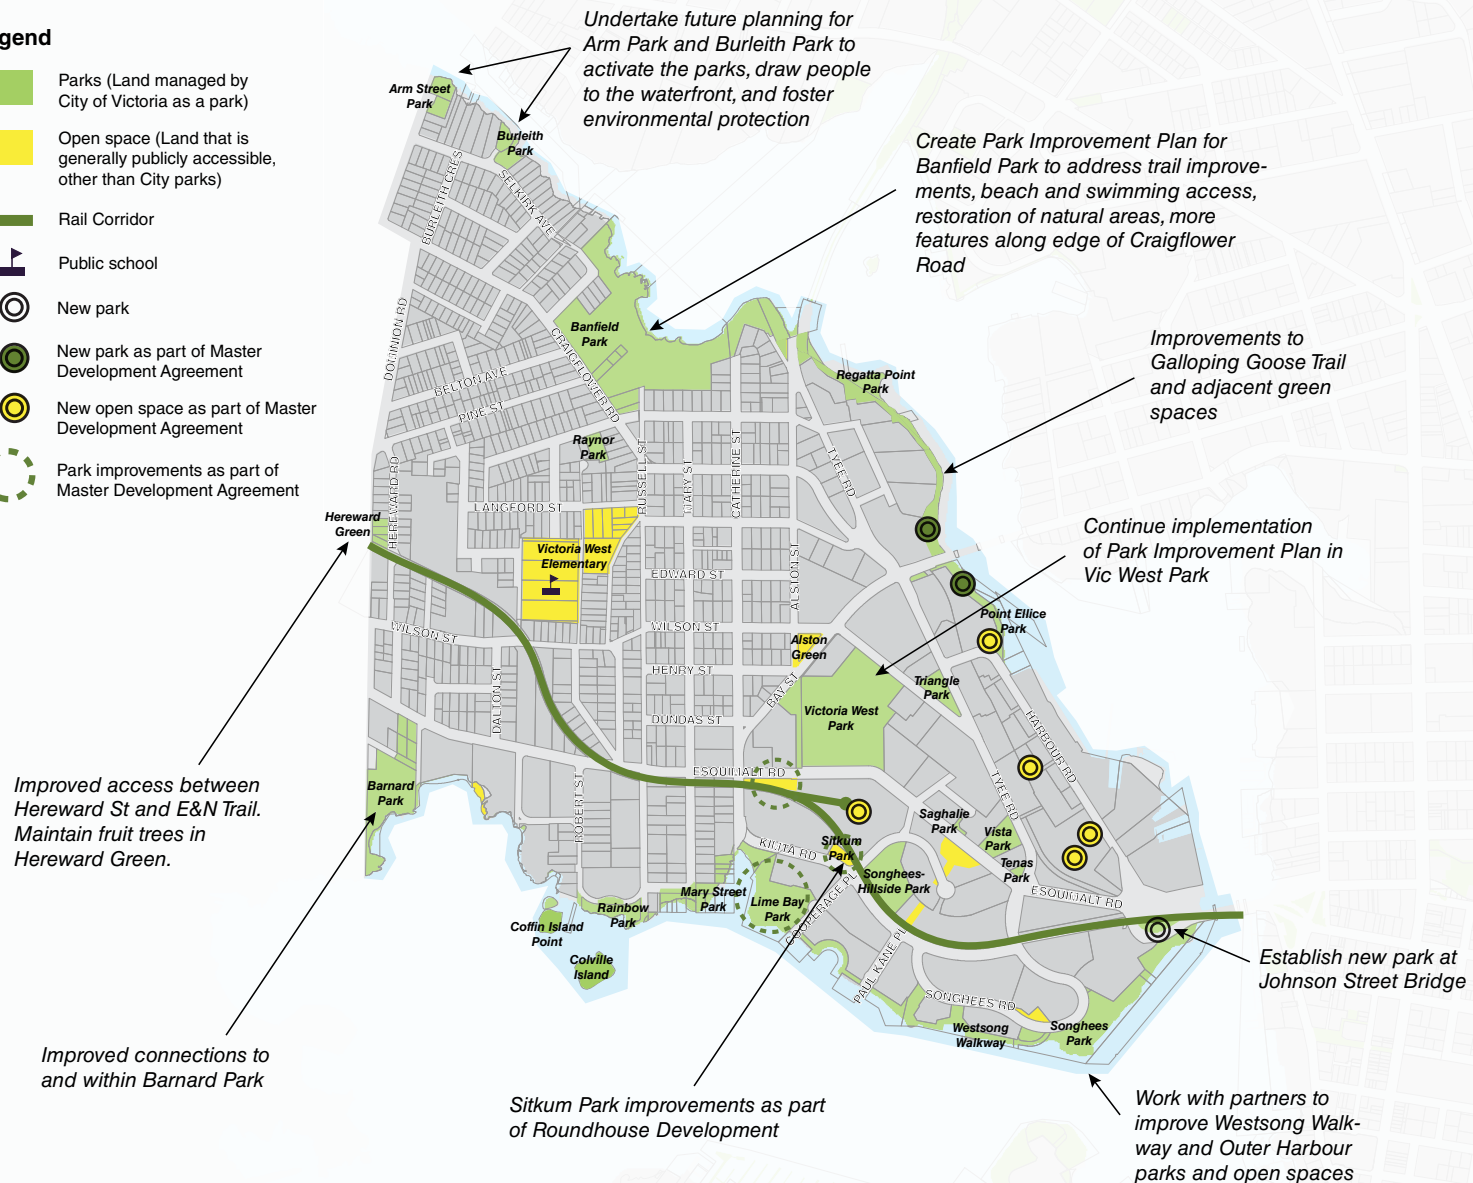 gend
Parks (Land managed by
City of Victoria as a park)
Open space (Land that is
generally publicly accessible,
other than City parks)
Rail Corridor
Public school
New park
New park as part of Master
Development Agreement
New open space as part of Master
Development Agreement
Park improvements as part of
Master Development Agreement
Undertake future planning for
Arm Park and Burleith Park to
activate the parks, draw people
to the waterfront, and foster
environmental protection
Create Park Improvement Plan for
Banfield Park to address trail improve-
ments, beach and swimming access,
restoration of natural areas, more
features along edge of Craigflower
Road
Improvements to
Galloping Goose Trail
and adjacent green
spaces
Continue implementation
of Park Improvement Plan in
Vic West Park
Establish new park at
Johnson Street Bridge
Work with partners to
improve Westsong Walk-
way and Outer Harbour
parks and open spaces
Sitkum Park improvements as part
of Roundhouse Development
Improved connections to
and within Barnard Park
Improved access between
Hereward St and E&N Trail.
Maintain fruit trees in
Hereward Green.
Arm Street
Park
Burleith
Park
BURLEITH CRES
SELKIRK AVE
DOMINION RD
Banfield
Park
CRAIGFLOWER RD
BELTON AVE
PINE ST
Regatta Point
Park
Raynor
Park
RUSSELL ST
MARY ST
CATHERINE ST
TYEE RD
HEREWARD RD
LANGFORD ST
Hereward
Green
Victoria West
Elementary
EDWARD ST
ALSTON ST
Point Ellice
Park
WILSON ST
WILSON ST
Alston
Green
HENRY ST
DALTON ST
BAY ST
Triangle
Park
Victoria West
Park
DUNDAS ST
HARBOUR RD
ESQUIMALT RD
TYEE RD
Barnard
Park
ROBERT ST
Saghalie
Park
Vista
Park
KILITA RD
Sitkum
Park
Tenas
Park
Songhees-
Hillside Park
ESQUIMALT RD
Mary Street
Park
Lime Bay
Park
COOPERAGE PL
Rainbow
Park
Coffin Island
Point
Colville
Island
PAUL KANE PL
SONGHEES RD
Westsong
Walkway
Songhees
Park